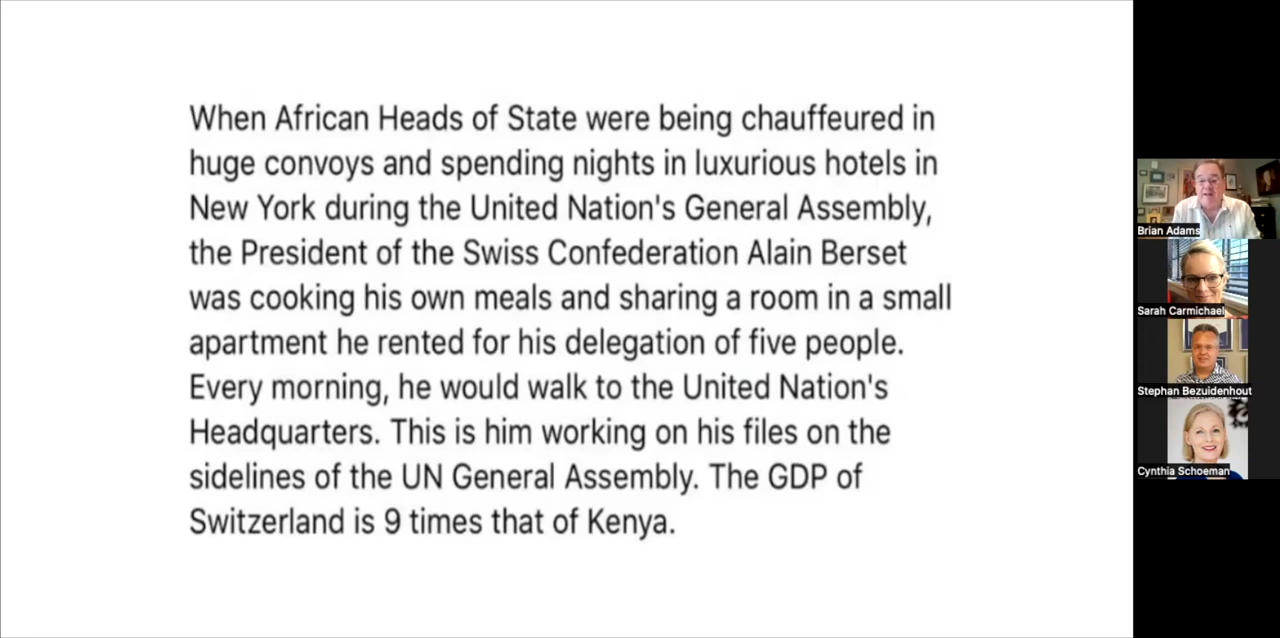 When African Heads of State were being chauffeured in
huge convoys and spending nights in luxurious hotels in
New York during the United Nation's General Assembly,
the President of the Swiss Confederation Alain Berset
was cooking his own meals and sharing a room in a small
apartment he rented for his delegation of five people.
Every morning, he would walk to the United Nation's
Headquarters. This is him working on his files on the
sidelines of the UN General Assembly. The GDP of
Switzerland is 9 times that of Kenya.
Brian Adams
Sarah Carmichael
Stephan Bezuidenhout
Cynthia Schoeman